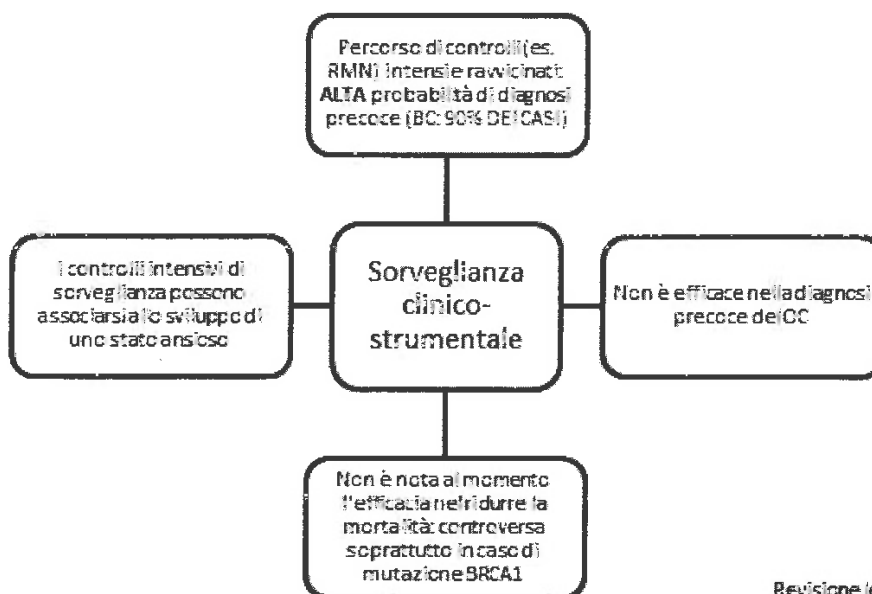 Percorso di controlli (es.
RMN) intensi e ravvicinati:
ALTA probabilità di diagnosi
precoce (BC: 90% DEI CASI)
I controlli intensivi di
sorveglianza possono
associarsi allo sviluppo di
uno stato ansioso
Sorveglianza
clinico-
strumentale
Non è efficace nella diagnosi
precoce dell'OC
Non è nota al momento
l'efficacia nel ridurre la
mortalità: controversa
soprattutto in caso di
mutazione BRCA1
Revisione